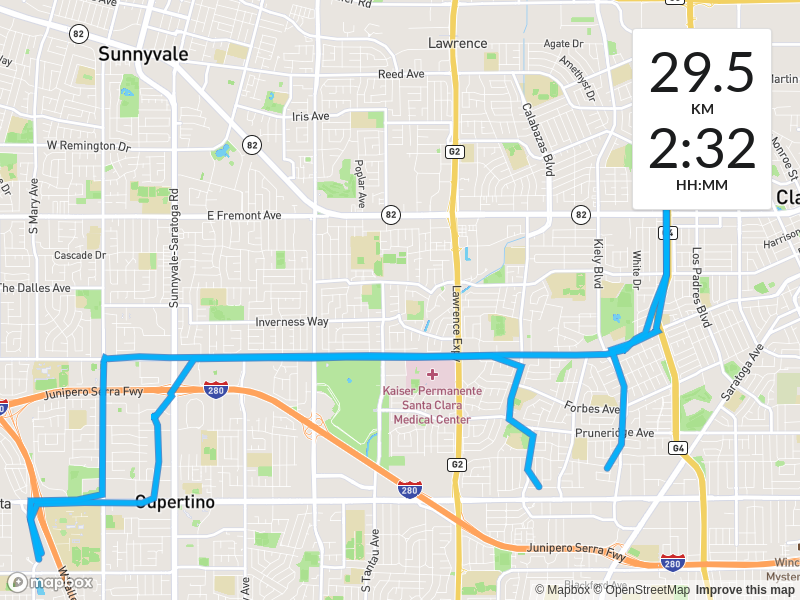 82
Sunnyvale
Lawrence
Agate Dr
Reed Ave
Amethyst Dr
29.5
KM
2:32
HH:MM
Iris Ave
Calabazas Blvd
Monroe St
W Remington Dr
82
G2
Poplar Ave
S Mary Ave
Sunnyvale-Saratoga Rd
E Fremont Ave
82
82
Cascade Dr
Kiely Blvd
White Dr
Los Padres Blvd
The Dalles Ave
Lawrence Expy
Inverness Way
Saratoga Ave
Junipero Serra Fwy
280
Kaiser Permanente
Santa Clara
Medical Center
Forbes Ave
Pruneridge Ave
G4
G2
280
Cupertino
S Tantau Ave
Junipero Serra Fwy
280
Blackford Ave
mapbox
© Mapbox © OpenStreetMap Improve this map